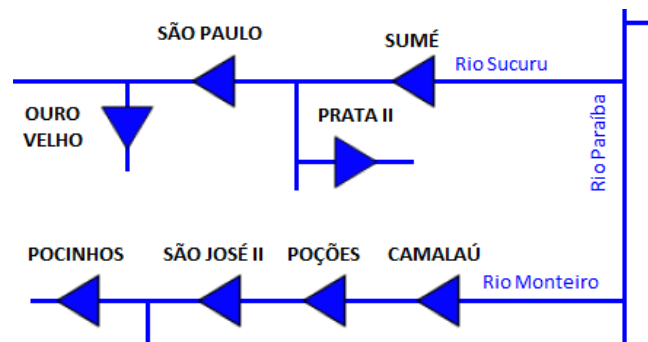 SÃO PAULO
SUMÉ
Rio Sucuru
OURO
VELHO
PRATA II
Rio Paraíba
POCINHOS
SÃO JOSÉ II
POÇÕES
CAMALAÚ
Rio Monteiro